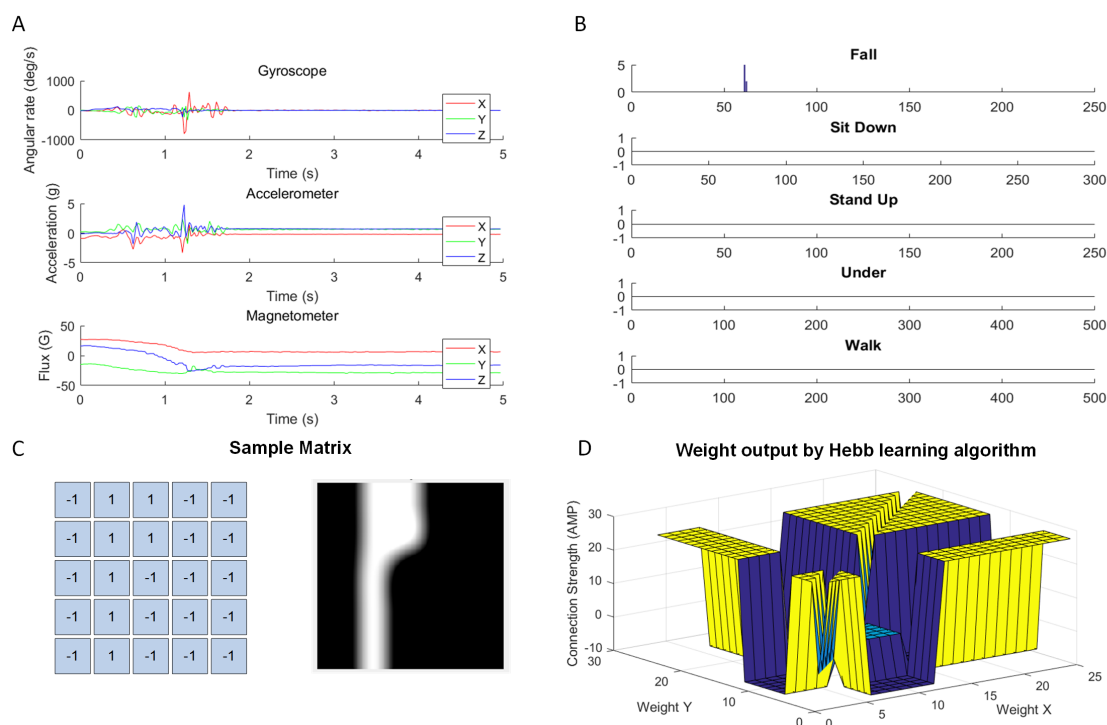 A
Gyroscope
Angular rate (deg/s)
1000
0
-1000
0 1 2 3 4 5
X
Y
Z
Time (s)
Accelerometer
Acceleration (g)
5
0
-5
0 1 2 3 4 5
X
Y
Z
Time (s)
Magnetometer
Flux (G)
50
0
-50
0 1 2 3 4 5
X
Y
Z
Time (s)
B
Fall
5
0
0 50 100 150 200 250
Sit Down
1
0
-1
0 50 100 150 200 250 300
Stand Up
1
0
-1
0 50 100 150 200 250
Under
1
0
-1
0 100 200 300 400 500
Walk
1
0
-1
0 100 200 300 400 500
C
Sample Matrix
-1 1 1 -1 -1
-1 1 1 -1 -1
-1 1 -1 -1 -1
-1 1 -1 -1 -1
-1 1 -1 -1 -1
D
Weight output by Hebb learning algorithm
Connection Strength (AMP)
30
20
10
0
-10
30
20
10
0
Weight Y
0
5
10
15
20
25
Weight X